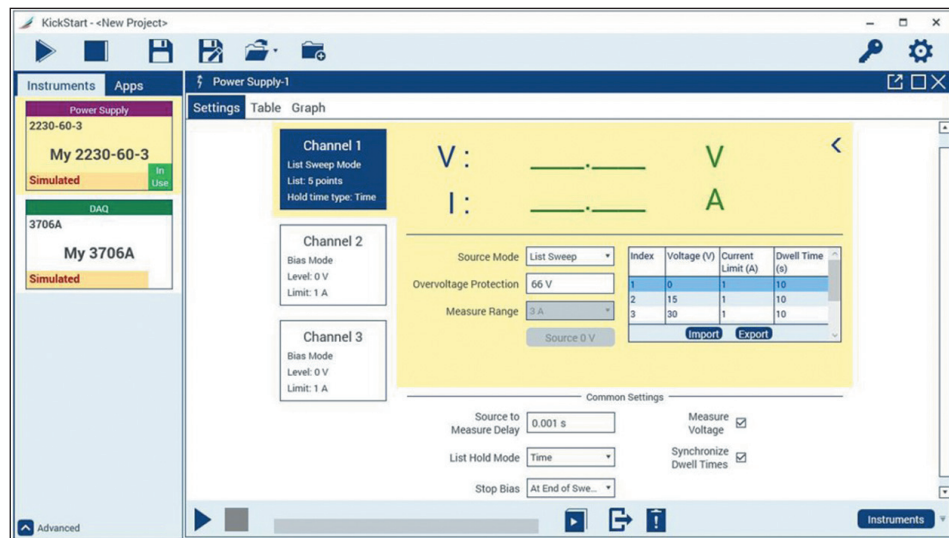 KickStart - <New Project>
Instruments Apps
Power Supply
2230-60-3
My 2230-60-3
Simulated
In
Use
DAQ
3706A
My 3706A
Simulated
Advanced
Power Supply-1
Settings Table Graph
Channel 1
List Sweep Mode
List: 5 points
Hold time type: Time
Channel 2
Bias Mode
Level: 0 V
Limit: 1 A
Channel 3
Bias Mode
Level: 0 V
Limit: 1 A
V : __.__ V
I : __.__ A
Source Mode List Sweep
Overvoltage Protection 66 V
Measure Range 3 A
Source 0 V
Index Voltage (V) Current Limit (A) Dwell Time (s)
1 0 1 10
2 15 1 10
3 30 1 10
Import Export
Common Settings
Source to
Measure Delay 0.001 s
List Hold Mode Time
Stop Bias At End of Swe...
Measure
Voltage
Synchronize
Dwell Times
Instruments